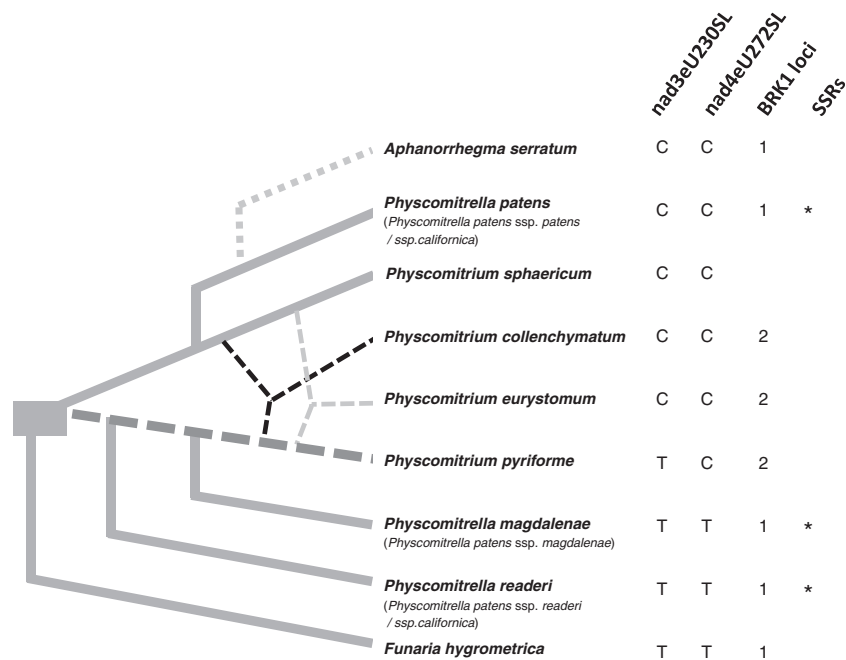 nad3eU230SL nad4eU272SL BRK1 loci SSRs
Aphanorrhegma serratum C C 1
Physcomitrella patens C C 1 *
(Physcomitrella patens ssp. patens
/ ssp.californica)
Physcomitrium sphaericum C C
Physcomitrium collenchymatum C C 2
Physcomitrium eurystomum C C 2
Physcomitrium pyriforme T C 2
Physcomitrella magdalenae T T 1 *
(Physcomitrella patens ssp. magdalenae)
Physcomitrella readeri T T 1 *
(Physcomitrella patens ssp. readeri
/ ssp.californica)
Funaria hygrometrica T T 1